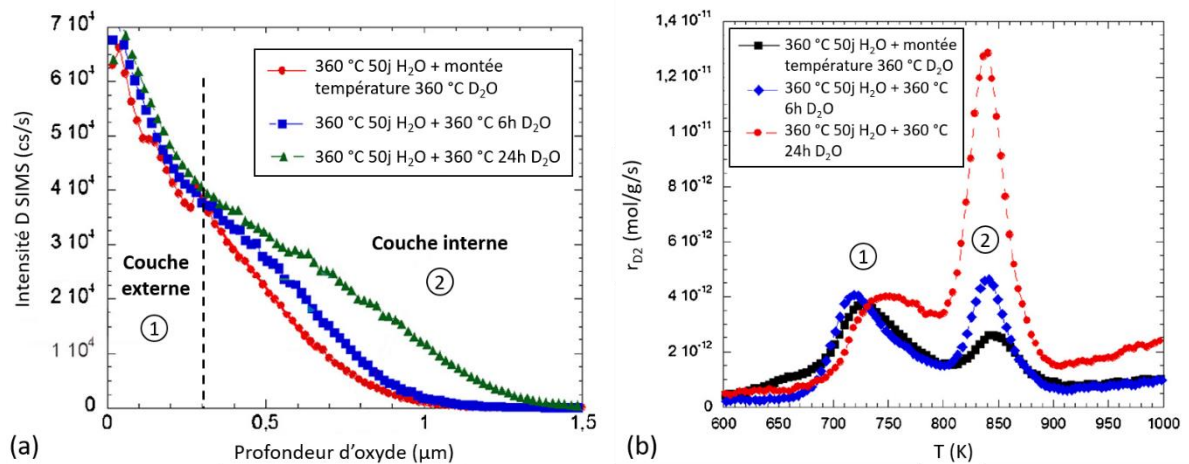 7 10⁴
6 10⁴
5 10⁴
4 10⁴
3 10⁴
2 10⁴
1 10⁴
0
Intensité D SIMS (cs/s)
360 °C 50j H₂O + montée
température 360 °C D₂O
360 °C 50j H₂O + 360 °C 6h D₂O
360 °C 50j H₂O + 360 °C 24h D₂O
Couche
externe
1
Couche interne
2
0
0,5
1
1,5
Profondeur d'oxyde (µm)
(a)
1,4 10⁻¹¹
1,2 10⁻¹¹
1 10⁻¹¹
8 10⁻¹²
6 10⁻¹²
4 10⁻¹²
2 10⁻¹²
0
r_D2 (mol/g/s)
360 °C 50j H₂O + montée
température 360 °C D₂O
360 °C 50j H₂O + 360 °C
6h D₂O
360 °C 50j H₂O + 360 °C
24h D₂O
1
2
600
650
700
750
800
850
900
950
1000
T (K)
(b)